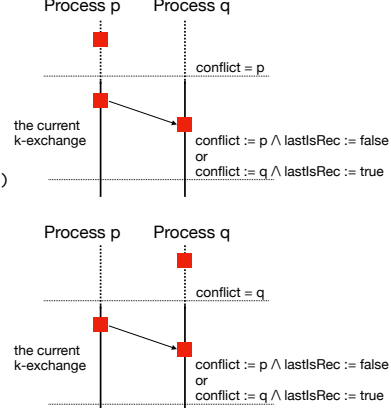 Process p Process q
conflict = p
the current
k-exchange
conflict := p ∧ lastIsRec := false
or
conflict := q ∧ lastIsRec := true
)
Process p Process q
conflict = q
the current
k-exchange
conflict := p ∧ lastIsRec := false
or
conflict := q ∧ lastIsRec := true